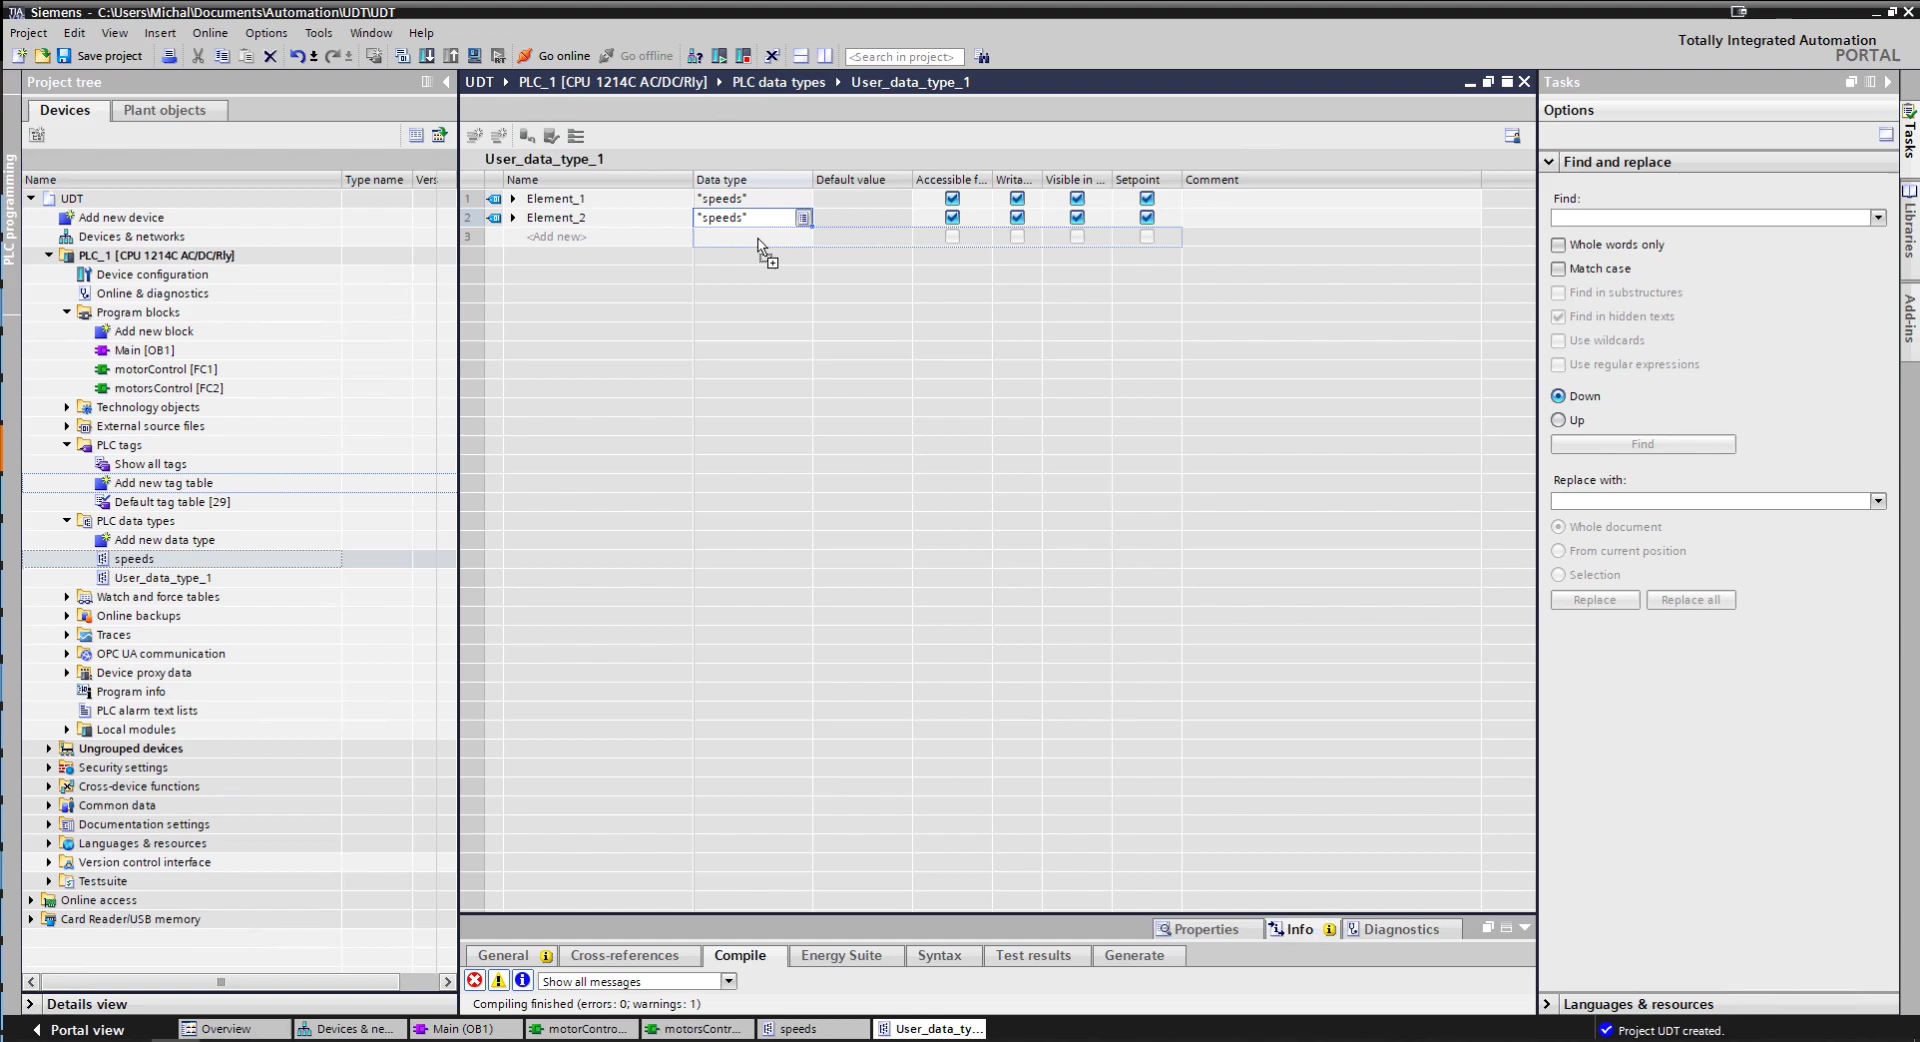 Siemens - C:\Users\Michal\Documents\Automation\UDT\UDT
Project Edit View Insert Online Options Tools Window Help
Totally Integrated Automation
PORTAL
Save project
Go online
Go offline
<Search in project>
Project tree
UDT PLC_1 [CPU 1214C AC/DC/Rly] PLC data types User_data_type_1
Tasks
Devices
Plant objects
Options
User_data_type_1
Find and replace
Name Type name Vers
Name Data type Default value Accessible f... Writa... Visible in ... Setpoint Comment
1 Element_1 "speeds"
2 Element_2 "speeds"
3 <Add new>
UDT
Add new device
Devices & networks
PLC_1 [CPU 1214C AC/DC/Rly]
Device configuration
Online & diagnostics
Program blocks
Add new block
Main [OB1]
motorControl [FC1]
motorsControl [FC2]
Technology objects
External source files
PLC tags
Show all tags
Add new tag table
Default tag table [29]
PLC data types
Add new data type
speeds
User_data_type_1
Watch and force tables
Online backups
Traces
OPC UA communication
Device proxy data
Program info
PLC alarm text lists
Local modules
Ungrouped devices
Security settings
Cross-device functions
Common data
Documentation settings
Languages & resources
Version control interface
Testsuite
Online access
Card Reader/USB memory
Details view
PLC programming
Find:
Whole words only
Match case
Find in substructures
Find in hidden texts
Use wildcards
Use regular expressions
Down
Up
Find
Replace with:
Whole document
From current position
Selection
Replace Replace all
Languages & resources
Tasks
Libraries
Add-ins
Properties Info Diagnostics
General Cross-references Compile Energy Suite Syntax Test results Generate
Show all messages
Compiling finished (errors: 0; warnings: 1)
Portal view Overview Devices & ne... Main (OB1) motorContro... motorsContr... speeds User_data_ty...
Project UDT created.